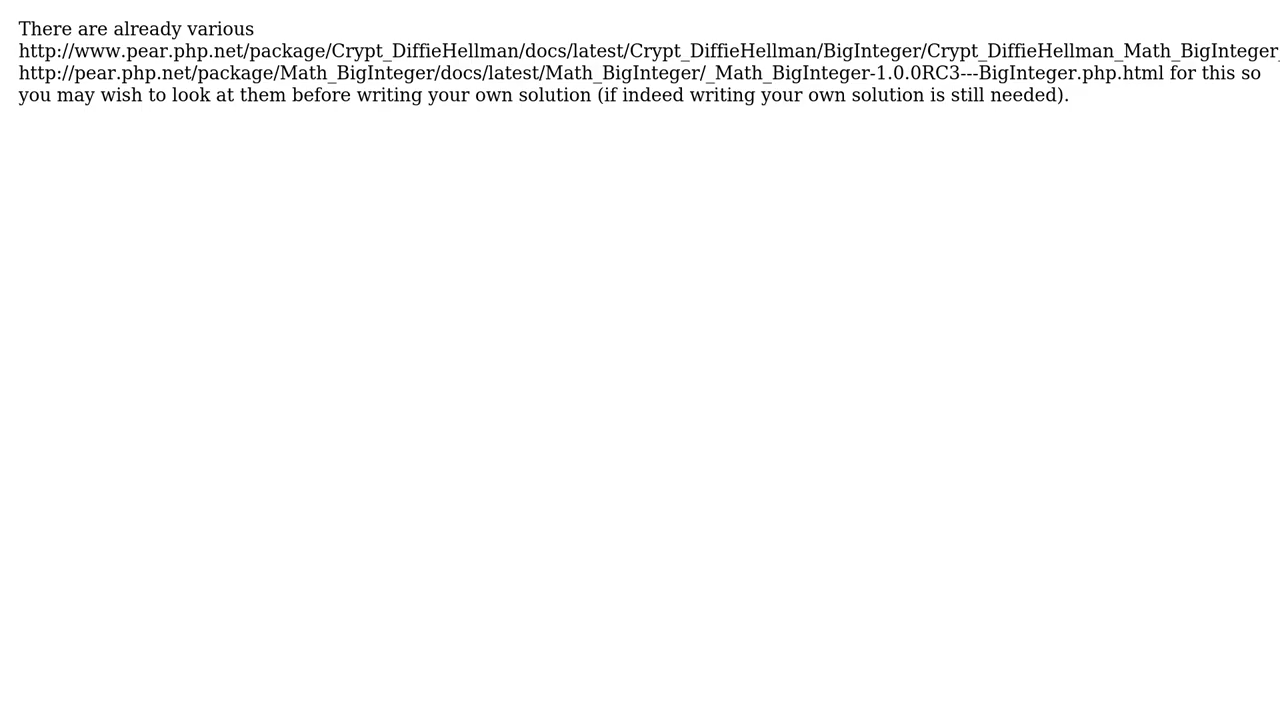 There are already various
http://www.pear.php.net/package/Crypt_DiffieHellman/docs/latest/Crypt_DiffieHellman/BigInteger/Crypt_DiffieHellman_Math_BigInteger_
http://pear.php.net/package/Math_BigInteger/docs/latest/Math_BigInteger/_Math_BigInteger-1.0.0RC3---BigInteger.php.html for this so
you may wish to look at them before writing your own solution (if indeed writing your own solution is still needed).